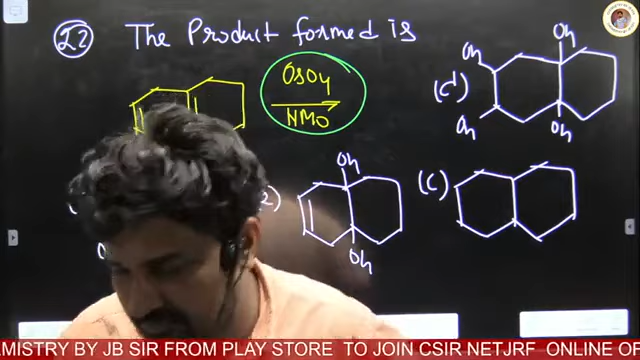 22 The Product formed is
OsO4
NMO
(d) OH OH OH OH
2) OH OH
(c)
MISTRY BY JB SIR FROM PLAY STORE TO JOIN CSIR NETJRF ONLINE OF